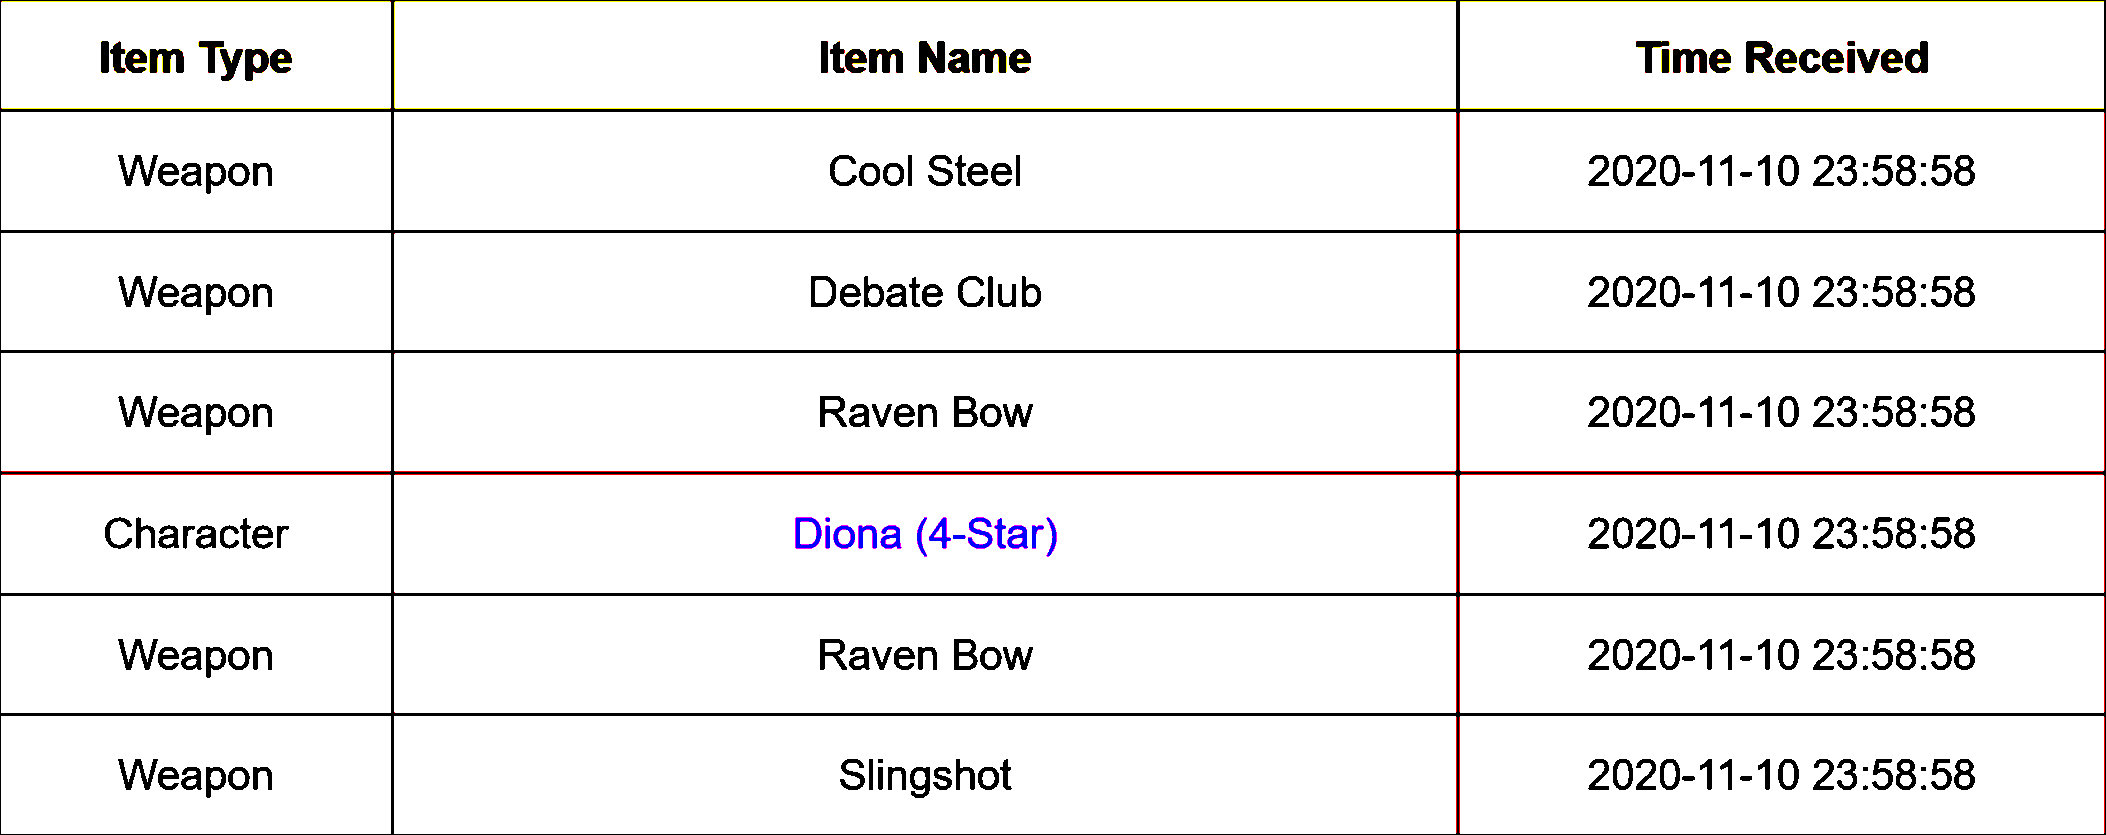 Item Type Item Name Time Received
Weapon Cool Steel 2020-11-10 23:58:58
Weapon Debate Club 2020-11-10 23:58:58
Weapon Raven Bow 2020-11-10 23:58:58
Character Diona (4-Star) 2020-11-10 23:58:58
Weapon Raven Bow 2020-11-10 23:58:58
Weapon Slingshot 2020-11-10 23:58:58